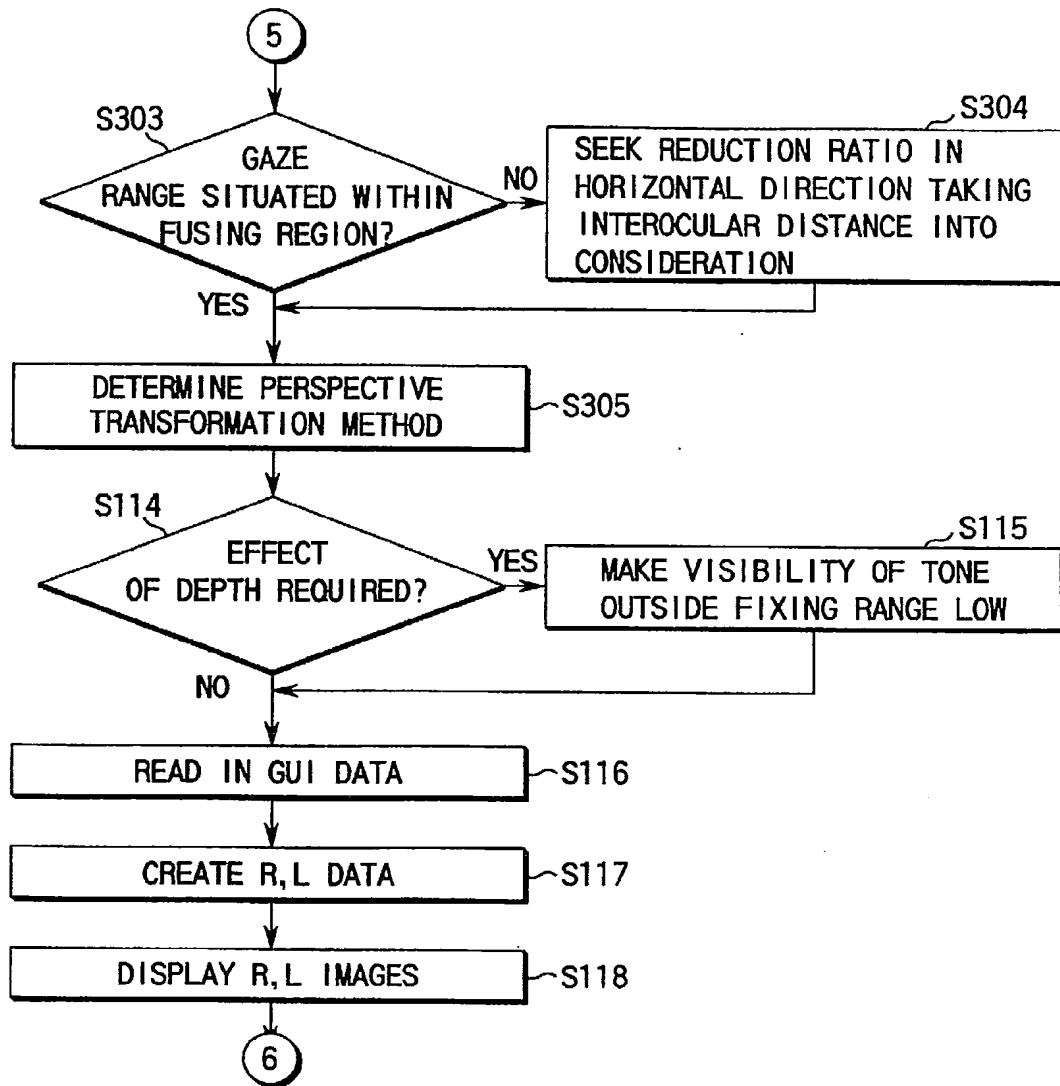 5
S303
GAZE
RANGE SITUATED WITHIN
FUSING REGION?
NO
S304
SEEK REDUCTION RATIO IN
HORIZONTAL DIRECTION TAKING
INTEROCULAR DISTANCE INTO
CONSIDERATION
YES
DETERMINE PERSPECTIVE
TRANSFORMATION METHOD
S305
S114
EFFECT
OF DEPTH REQUIRED?
YES
S115
MAKE VISIBILITY OF TONE
OUTSIDE FIXING RANGE LOW
NO
READ IN GUI DATA
S116
CREATE R,L DATA
S117
DISPLAY R,L IMAGES
S118
6